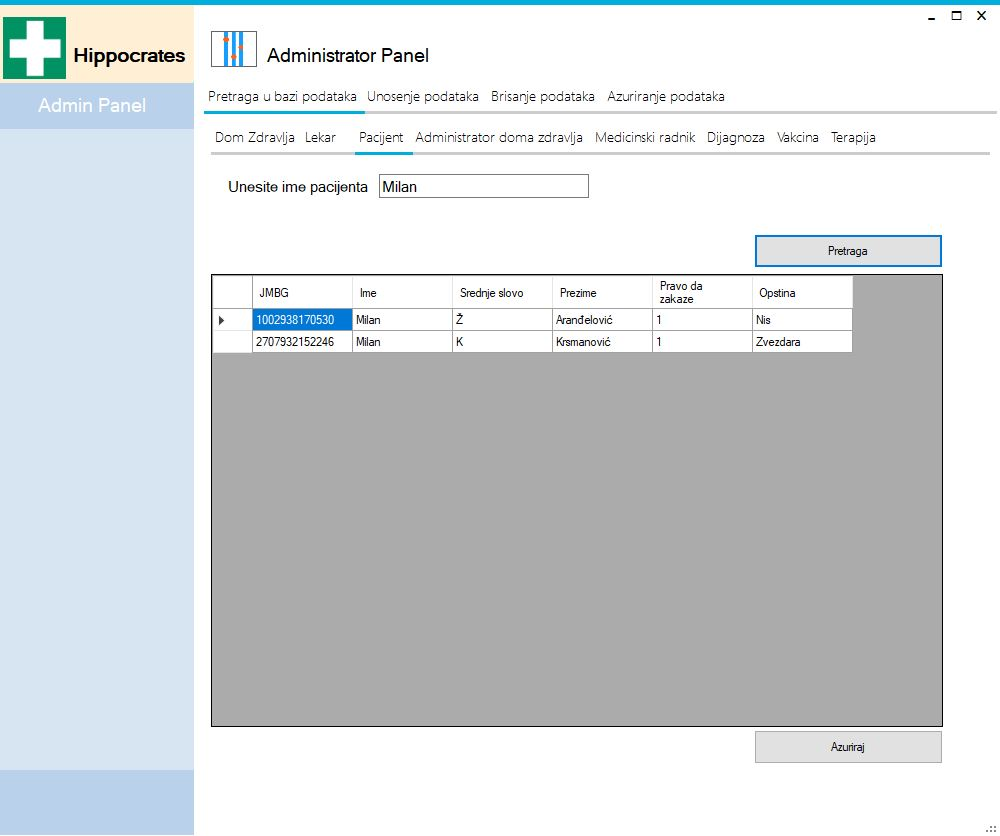 Hippocrates
Admin Panel
Administrator Panel
Pretraga u bazi podataka Unosenje podataka Brisanje podataka Azuriranje podataka
Dom Zdravlja Lekar Pacijent Administrator doma zdravlja Medicinski radnik Dijagnoza Vakcina Terapija
Unesite ime pacijenta Milan
Pretraga
JMBG Ime Srednje slovo Prezime Pravo da zakaze Opstina
1002938170530 Milan Ž Aranđelović 1 Nis
2707932152246 Milan K Krsmanović 1 Zvezdara
Azuriraj